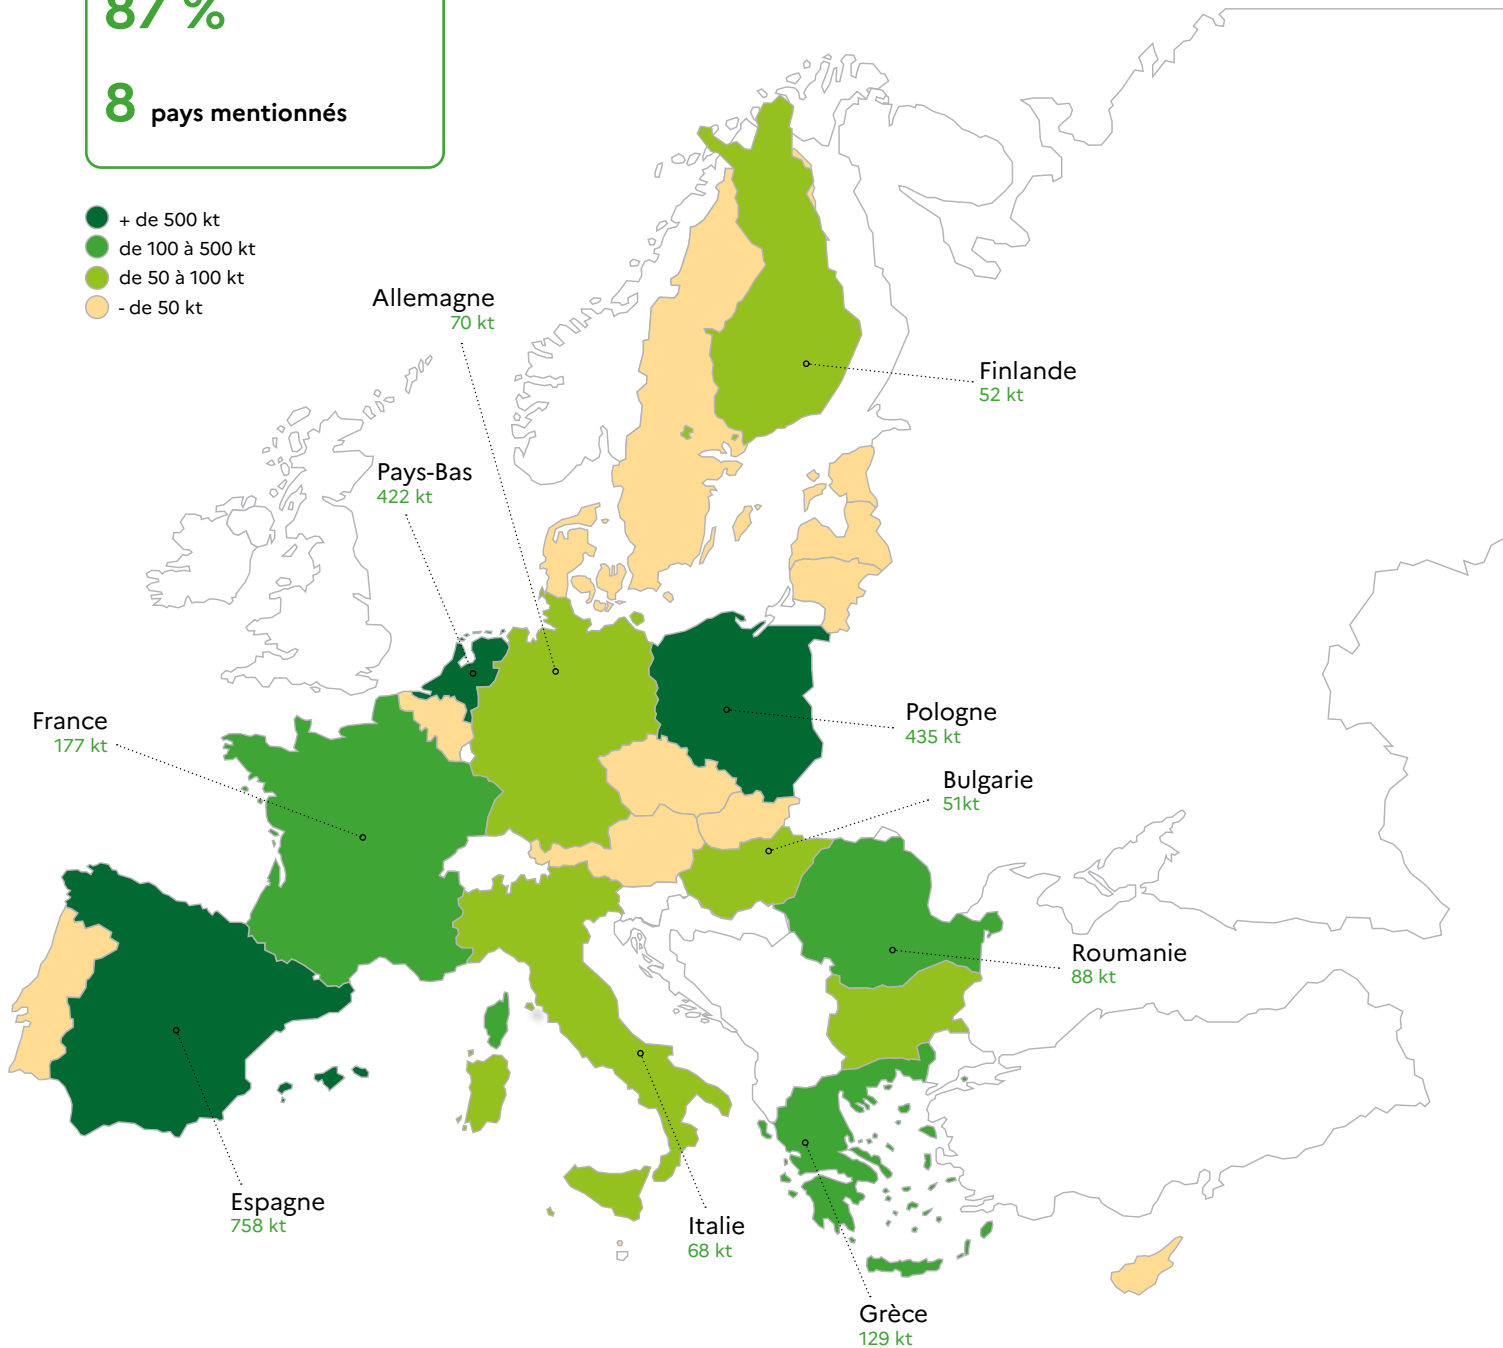 87 %
8 pays mentionnés
+ de 500 kt
de 100 à 500 kt
de 50 à 100 kt
- de 50 kt
Allemagne
70 kt
Finlande
52 kt
Pays-Bas
422 kt
France
177 kt
Pologne
435 kt
Bulgarie
51kt
Roumanie
88 kt
Espagne
758 kt
Italie
68 kt
Grèce
129 kt